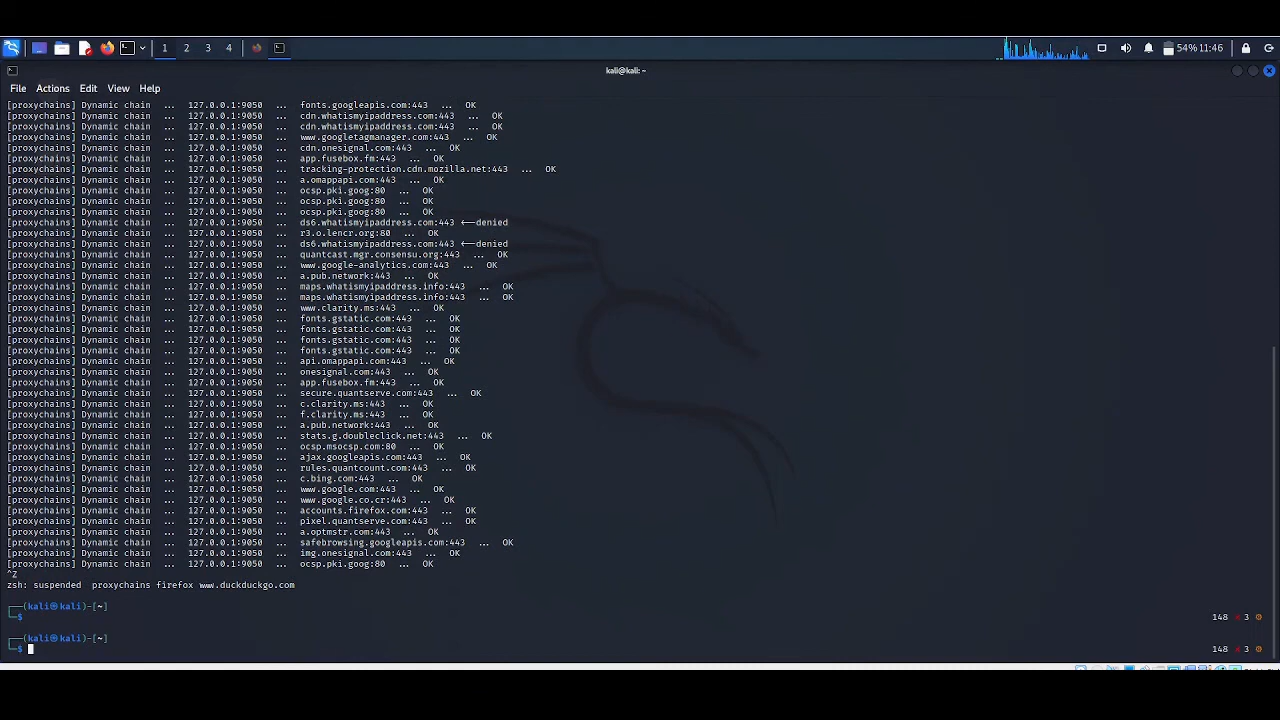 1 2 3 4 54% 11:46
kali@kali: ~
File Actions Edit View Help
[proxychains] Dynamic chain ... 127.0.0.1:9050 ... fonts.googleapis.com:443 ... OK
[proxychains] Dynamic chain ... 127.0.0.1:9050 ... cdn.whatismyipaddress.com:443 ... OK
[proxychains] Dynamic chain ... 127.0.0.1:9050 ... cdn.whatismyipaddress.com:443 ... OK
[proxychains] Dynamic chain ... 127.0.0.1:9050 ... www.googletagmanager.com:443 ... OK
[proxychains] Dynamic chain ... 127.0.0.1:9050 ... cdn.onesignal.com:443 ... OK
[proxychains] Dynamic chain ... 127.0.0.1:9050 ... app.fusebox.fm:443 ... OK
[proxychains] Dynamic chain ... 127.0.0.1:9050 ... tracking-protection.cdn.mozilla.net:443 ... OK
[proxychains] Dynamic chain ... 127.0.0.1:9050 ... a.omappapi.com:443 ... OK
[proxychains] Dynamic chain ... 127.0.0.1:9050 ... ocsp.pki.goog:80 ... OK
[proxychains] Dynamic chain ... 127.0.0.1:9050 ... ocsp.pki.goog:80 ... OK
[proxychains] Dynamic chain ... 127.0.0.1:9050 ... ocsp.pki.goog:80 ... OK
[proxychains] Dynamic chain ... 127.0.0.1:9050 ... ds6.whatismyipaddress.com:443 <--denied
[proxychains] Dynamic chain ... 127.0.0.1:9050 ... r3.o.lencr.org:80 ... OK
[proxychains] Dynamic chain ... 127.0.0.1:9050 ... ds6.whatismyipaddress.com:443 <--denied
[proxychains] Dynamic chain ... 127.0.0.1:9050 ... quantcast.mgr.consensu.org:443 ... OK
[proxychains] Dynamic chain ... 127.0.0.1:9050 ... www.google-analytics.com:443 ... OK
[proxychains] Dynamic chain ... 127.0.0.1:9050 ... a.pub.network:443 ... OK
[proxychains] Dynamic chain ... 127.0.0.1:9050 ... maps.whatismyipaddress.info:443 ... OK
[proxychains] Dynamic chain ... 127.0.0.1:9050 ... maps.whatismyipaddress.info:443 ... OK
[proxychains] Dynamic chain ... 127.0.0.1:9050 ... www.clarity.ms:443 ... OK
[proxychains] Dynamic chain ... 127.0.0.1:9050 ... fonts.gstatic.com:443 ... OK
[proxychains] Dynamic chain ... 127.0.0.1:9050 ... fonts.gstatic.com:443 ... OK
[proxychains] Dynamic chain ... 127.0.0.1:9050 ... fonts.gstatic.com:443 ... OK
[proxychains] Dynamic chain ... 127.0.0.1:9050 ... fonts.gstatic.com:443 ... OK
[proxychains] Dynamic chain ... 127.0.0.1:9050 ... api.omappapi.com:443 ... OK
[proxychains] Dynamic chain ... 127.0.0.1:9050 ... onesignal.com:443 ... OK
[proxychains] Dynamic chain ... 127.0.0.1:9050 ... app.fusebox.fm:443 ... OK
[proxychains] Dynamic chain ... 127.0.0.1:9050 ... secure.quantserve.com:443 ... OK
[proxychains] Dynamic chain ... 127.0.0.1:9050 ... c.clarity.ms:443 ... OK
[proxychains] Dynamic chain ... 127.0.0.1:9050 ... f.clarity.ms:443 ... OK
[proxychains] Dynamic chain ... 127.0.0.1:9050 ... a.pub.network:443 ... OK
[proxychains] Dynamic chain ... 127.0.0.1:9050 ... stats.g.doubleclick.net:443 ... OK
[proxychains] Dynamic chain ... 127.0.0.1:9050 ... ocsp.msocsp.com:80 ... OK
[proxychains] Dynamic chain ... 127.0.0.1:9050 ... ajax.googleapis.com:443 ... OK
[proxychains] Dynamic chain ... 127.0.0.1:9050 ... rules.quantcount.com:443 ... OK
[proxychains] Dynamic chain ... 127.0.0.1:9050 ... c.bing.com:443 ... OK
[proxychains] Dynamic chain ... 127.0.0.1:9050 ... www.google.com:443 ... OK
[proxychains] Dynamic chain ... 127.0.0.1:9050 ... www.google.co.cr:443 ... OK
[proxychains] Dynamic chain ... 127.0.0.1:9050 ... accounts.firefox.com:443 ... OK
[proxychains] Dynamic chain ... 127.0.0.1:9050 ... pixel.quantserve.com:443 ... OK
[proxychains] Dynamic chain ... 127.0.0.1:9050 ... a.optmstr.com:443 ... OK
[proxychains] Dynamic chain ... 127.0.0.1:9050 ... safebrowsing.googleapis.com:443 ... OK
[proxychains] Dynamic chain ... 127.0.0.1:9050 ... img.onesignal.com:443 ... OK
[proxychains] Dynamic chain ... 127.0.0.1:9050 ... ocsp.pki.goog:80 ... OK
^Z
zsh: suspended  proxychains firefox www.duckduckgo.com
┌──(kali㉿kali)-[~]
└─$ 148 ⨯ 3 ⚙
┌──(kali㉿kali)-[~]
└─$ 148 ⨯ 3 ⚙